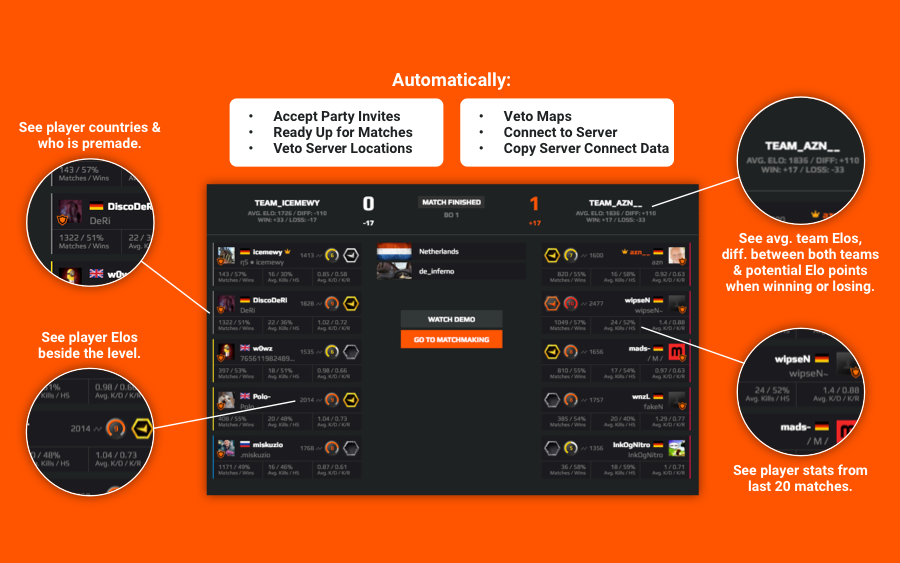 Automatically:
• Accept Party Invites
• Ready Up for Matches
• Veto Server Locations
• Veto Maps
• Connect to Server
• Copy Server Connect Data
See player countries &
who is premade.
143 / 57%
Matches / Wins
DiscoDeR
DeRi
1322 / 51%
Matches / Wins
22 / 3
Avg. K
w0w
See player Elos
beside the level.
0.98 / 0.6
Kills / HS
Avg. K/D / K/R
2014
9
/ 48%
1.04 / 0.73
Kills / HS
Avg. K/D / K/R
TEAM_ICEMEWY
AVG. ELO: 1726 / DIFF: -110
WIN: +33 / LOSS: -17
0
-17
MATCH FINISHED
BO 1
1
+17
TEAM_AZN__
AVG. ELO: 1836 / DIFF: +110
WIN: +17 / LOSS: -33
Icemewy
ηS ★ icemewy
1413
6
143 / 57%
Matches / Wins
16 / 30%
Avg. Kills / HS
0.85 / 0.58
Avg. K/D / K/R
DiscoDeRi
DeRi
1828
1322 / 51%
Matches / Wins
22 / 36%
Avg. Kills / HS
1.02 / 0.72
Avg. K/D / K/R
w0wz
765611982489...
1535
6
397 / 53%
Matches / Wins
18 / 51%
Avg. Kills / HS
0.98 / 0.66
Avg. K/D / K/R
Polo-
Polo
2014
9
/ 55%
Matches / Wins
20 / 48%
Avg. Kills / HS
1.04 / 0.73
Avg. K/D / K/R
miskuzio
.miskuzio
1768
1171 / 49%
Matches / Wins
16 / 46%
Avg. Kills / HS
0.87 / 0.61
Avg. K/D / K/R
Netherlands
de_inferno
WATCH DEMO
GO TO MATCHMAKING
7
1600
azn__
azn
820 / 55%
Matches / Wins
16 / 58%
Avg. Kills / HS
0.92 / 0.63
Avg. K/D / K/R
10
2477
wipseN
wipseN~
1049 / 57%
Matches / Wins
24 / 52%
Avg. Kills / HS
1.4 / 0.88
Avg. K/D / K/R
1656
mads-
/ M /
810 / 55%
Matches / Wins
17 / 54%
Avg. Kills / HS
0.97 / 0.63
Avg. K/D / K/R
1757
wnzL
fakeN
385 / 54%
Matches / Wins
20 / 40%
Avg. Kills / HS
1.29 / 0.77
Avg. K/D / K/R
5
1356
InkOgNitro
InkOgNitro
36 / 58%
Matches / Wins
18 / 59%
Avg. Kills / HS
1 / 0.71
Avg. K/D / K/R
TEAM_AZN__
AVG. ELO: 1836 / DIFF: +110
WIN: +17 / LOSS: -33
See avg. team Elos,
diff. between both teams
& potential Elo points
when winning or losing.
wipseN
wipseN~
24 / 52%
Avg. Kills / HS
1.4 / 0.88
Avg. K/D / K/R
mads-
/ M /
See player stats from
last 20 matches.